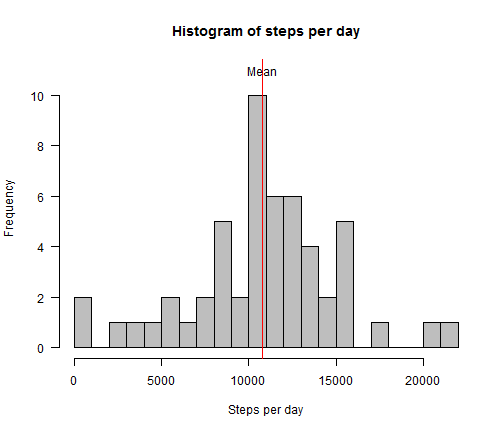 Histogram of steps per day
Mean
10
8
6
4
2
0
Frequency
0 5000 10000 15000 20000
Steps per day